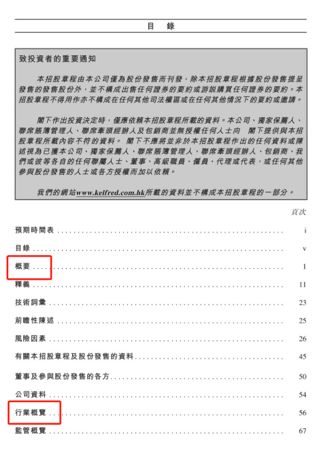 目 錄
致投資者的重要通知
本招股章程由本公司僅為股份發售而刊發，除本招股章程根據股份發售提呈
發售的發售股份外，並不構成出售任何證券的要約或游說購買任何證券的要約。本
招股章程不得用作亦不構成在任何其他司法權區或在任何其他情況下的要約或邀請。
閣下作出投資決定時，僅應依賴本招股章程所載的資料。本公司、獨家保薦人、
聯席賬簿管理人、聯席牽頭經辦人及包銷商並無授權任何人士向 閣下提供與本招
股章程所載內容不符的資料。 閣下不應將並非於本招股章程作出的任何資料或陳
述視為已獲本公司、獨家保薦人、聯席賬簿管理人、聯席牽頭經辦人、包銷商、我
們或彼等各自的任何聯屬人士、董事、高級職員、僱員、代理或代表，或任何其他
參與股份發售的人士或各方授權而加以依賴。
我們的網站www.kelfred.com.hk所載的資料並不構成本招股章程的一部分。
頁次
預期時間表 i
目錄 v
概要 1
釋義 11
技術詞彙 23
前瞻性陳述 25
風險因素 26
有關本招股章程及股份發售的資料 45
董事及參與股份發售的各方 50
公司資料 54
行業概覽 56
監管概覽 67